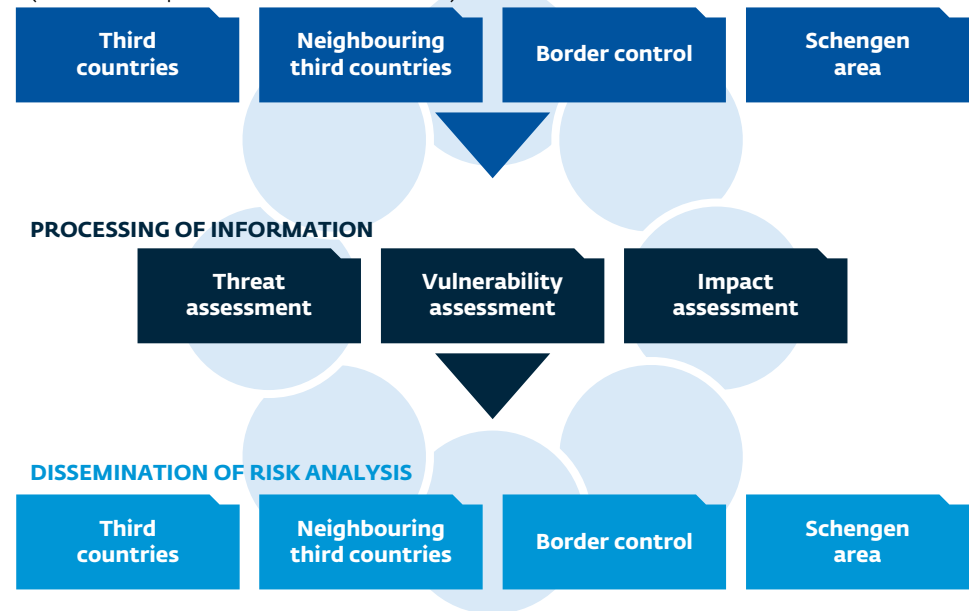 Third
countries
Neighbouring
third countries
Border control
Schengen
area
PROCESSING OF INFORMATION
Threat
assessment
Vulnerability
assessment
Impact
assessment
DISSEMINATION OF RISK ANALYSIS
Third
countries
Neighbouring
third countries
Border control
Schengen
area